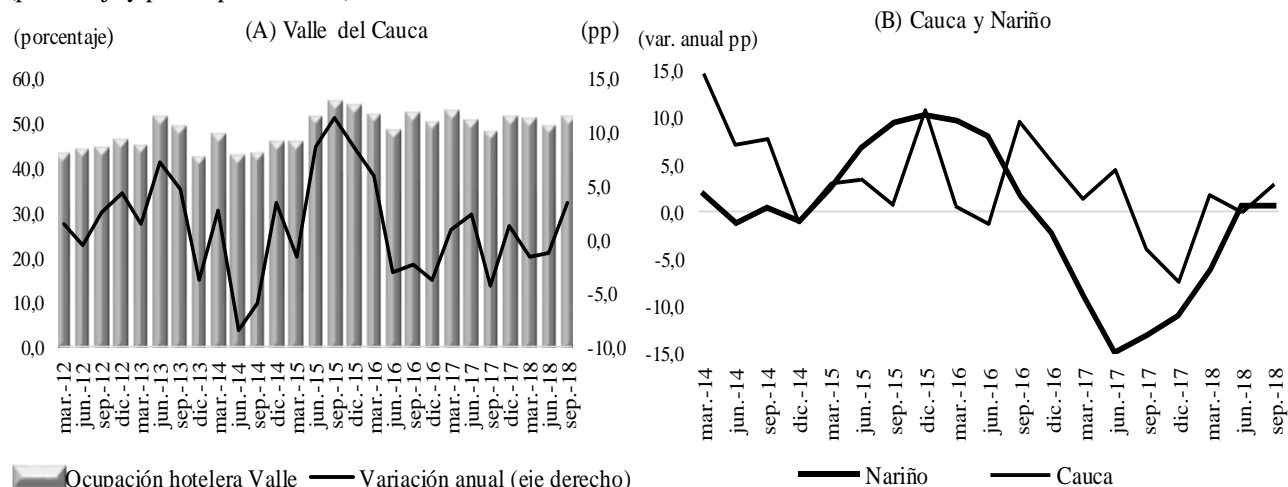 (A) Valle del Cauca
(porcentaje)
(pp)
60,0
50,0
40,0
30,0
20,0
10,0
0,0
15,0
10,0
5,0
0,0
-5,0
-10,0
mar.-12
jun.-12
sep.-12
dic.-12
mar.-13
jun.-13
sep.-13
dic.-13
mar.-14
jun.-14
sep.-14
dic.-14
mar.-15
jun.-15
sep.-15
dic.-15
mar.-16
jun.-16
sep.-16
dic.-16
mar.-17
jun.-17
sep.-17
dic.-17
mar.-18
jun.-18
sep.-18
Ocupación hotelera Valle
Variación anual (eje derecho)
(B) Cauca y Nariño
(var. anual pp)
15,0
10,0
5,0
0,0
-5,0
-10,0
-15,0
mar.-14
jun.-14
sep.-14
dic.-14
mar.-15
jun.-15
sep.-15
dic.-15
mar.-16
jun.-16
sep.-16
dic.-16
mar.-17
jun.-17
sep.-17
dic.-17
mar.-18
jun.-18
sep.-18
Nariño
Cauca